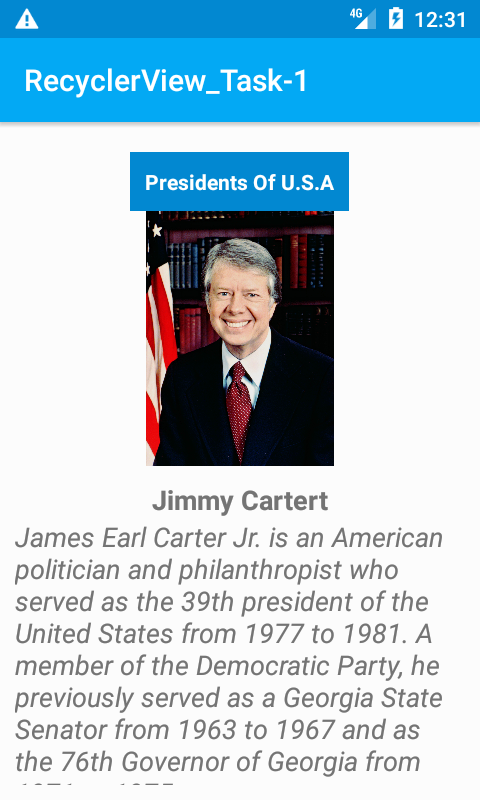 4G 12:31
RecyclerView_Task-1
Presidents Of U.S.A
Jimmy Cartert
James Earl Carter Jr. is an American
politician and philanthropist who
served as the 39th president of the
United States from 1977 to 1981. A
member of the Democratic Party, he
previously served as a Georgia State
Senator from 1963 to 1967 and as
the 76th Governor of Georgia from